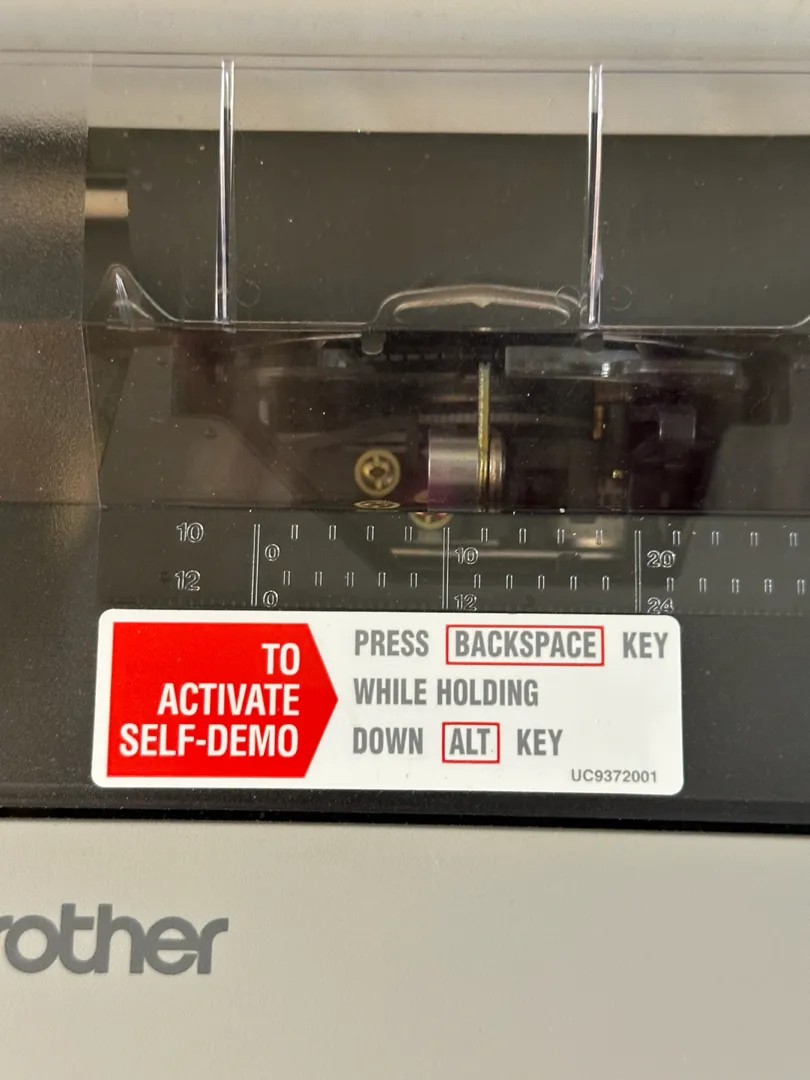 10
0
10
20
12
0
12
24
TO
ACTIVATE
SELF-DEMO
PRESS BACKSPACE KEY
WHILE HOLDING
DOWN ALT KEY
UC9372001
rother